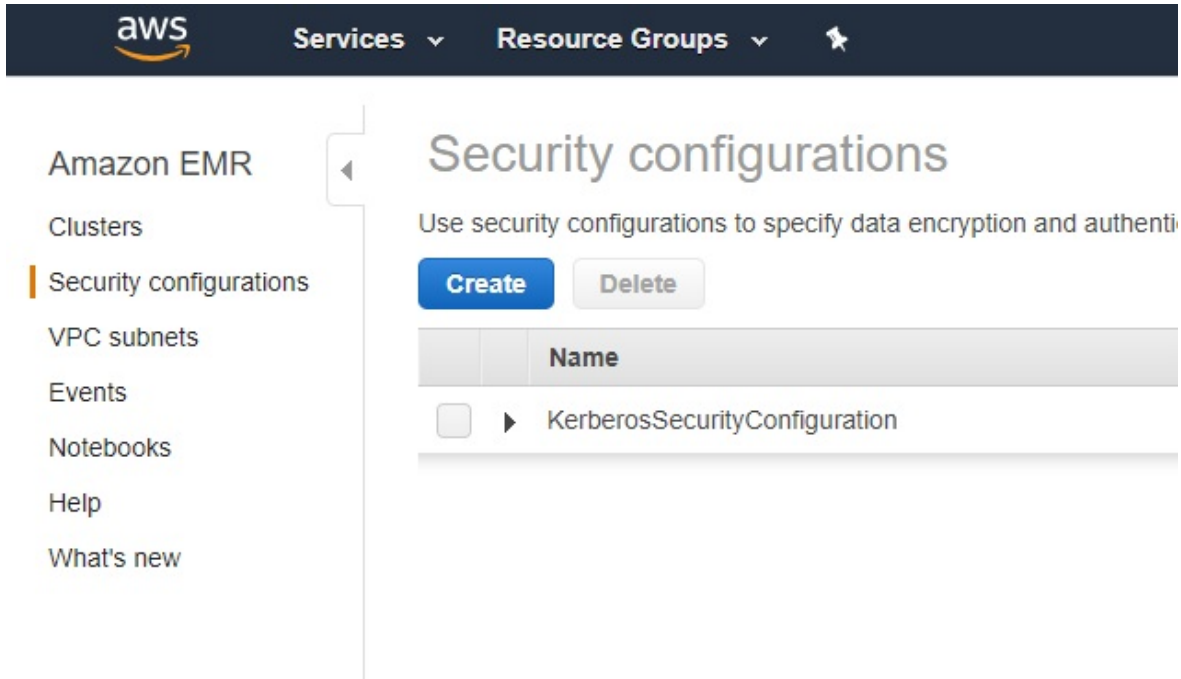 aws
Services
Resource Groups
Amazon EMR
Clusters
Security configurations
VPC subnets
Events
Notebooks
Help
What's new
Security configurations
Use security configurations to specify data encryption and
Create
Delete
Name
KerberosSecurityConfiguration